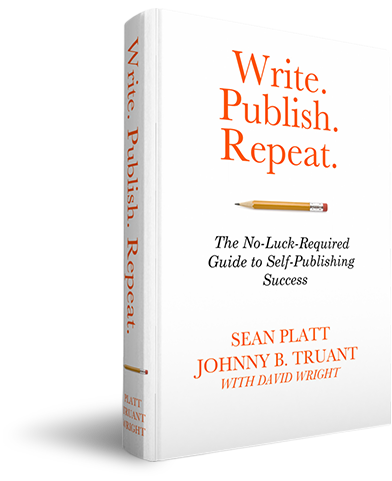 Write. Publish. Repeat.
PLATT
TRUANT
WRIGHT
Write.
Publish.
Repeat.
The No-Luck-Required
Guide to Self-Publishing
Success
SEAN PLATT
JOHNNY B. TRUANT
WITH DAVID WRIGHT